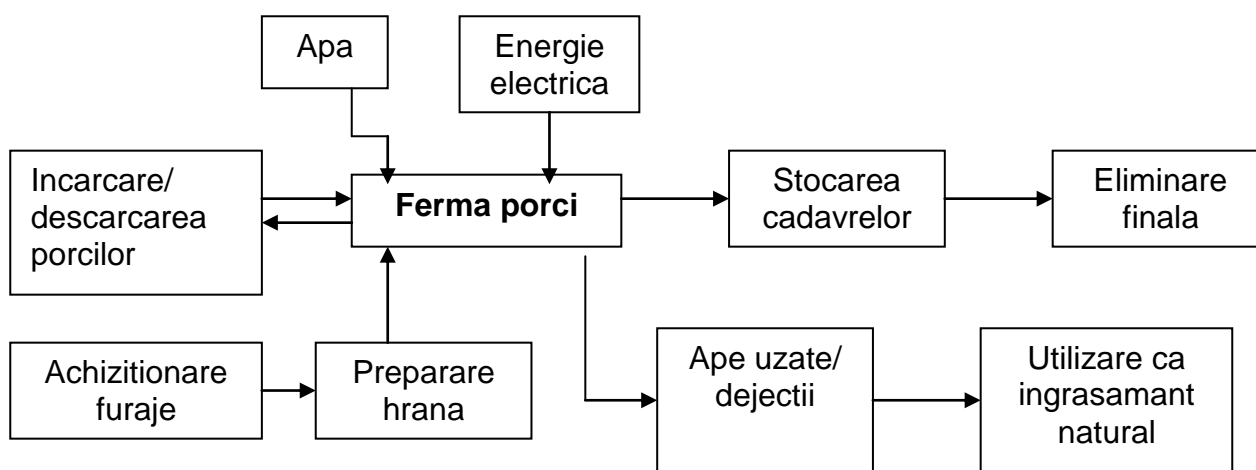 Apa
Energie
electrica
Incarcare/
descarcarea
porcilor
Ferma porci
Stocarea
cadavrelor
Eliminare
finala
Achizitionare
furaje
Preparare
hrana
Ape uzate/
dejectii
Utilizare ca
ingrasamant
natural